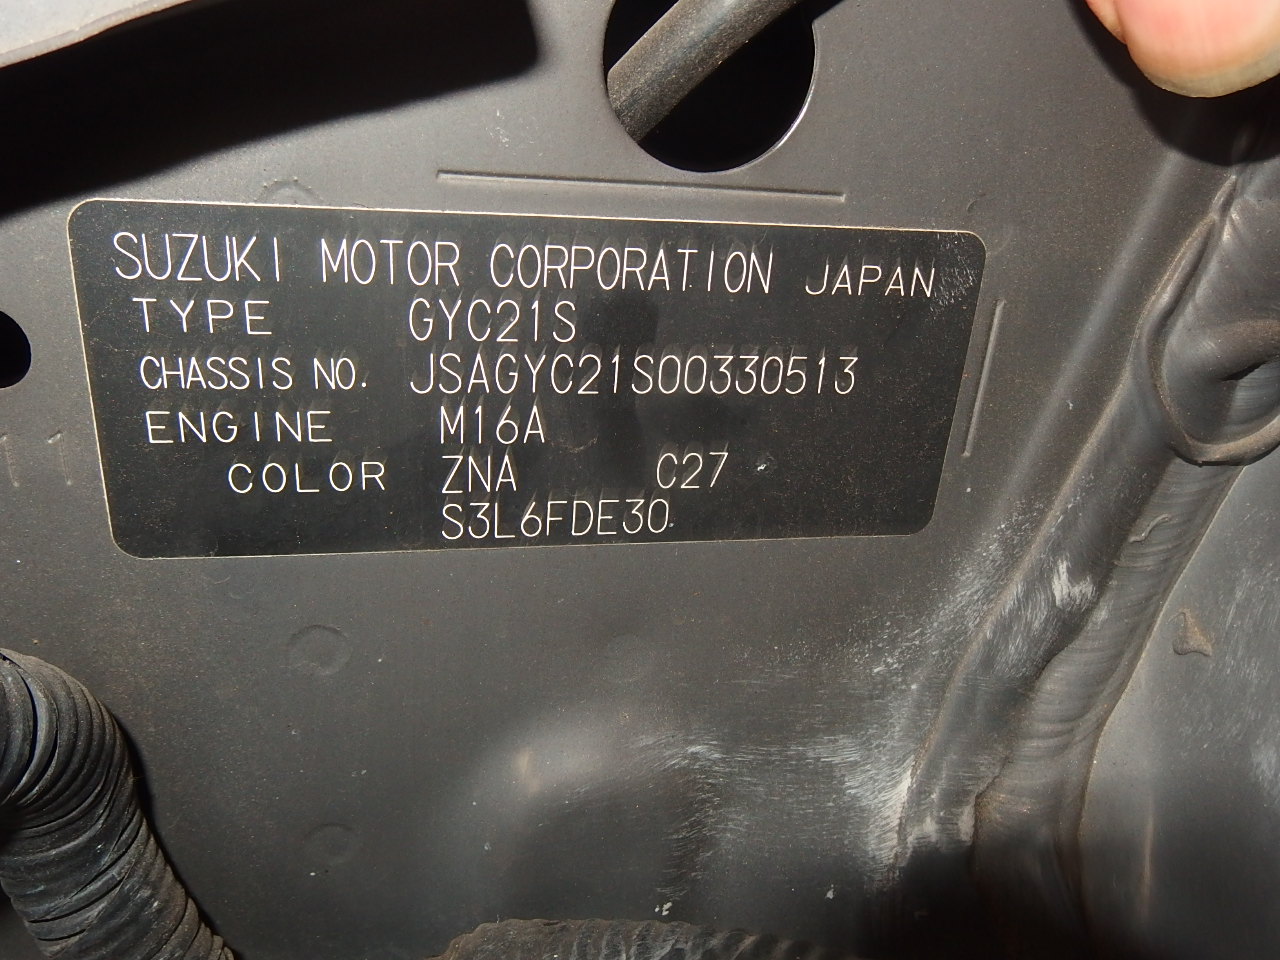 SUZUKI MOTOR CORPORATION JAPAN
TYPE GYC21S
CHASSIS NO. JSAGYC21S00330513
ENGINE M16A
COLOR ZNA C27
S3L6FDE30